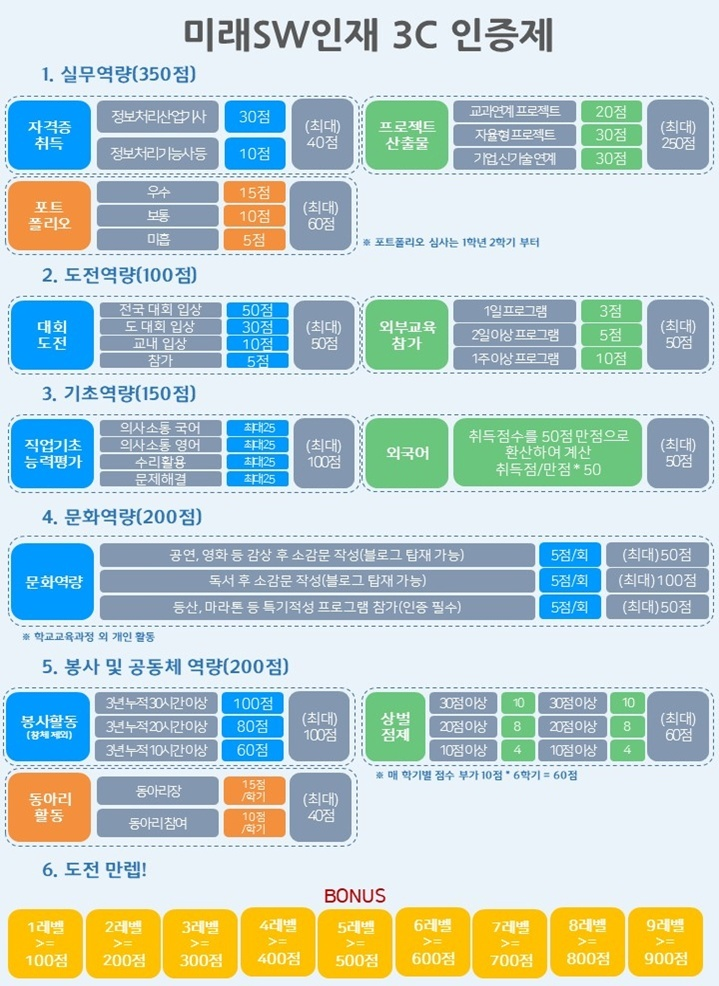 미래SW인재 3C 인증제
1. 실무역량(350점)
자격증
취득
정보처리산업기사
30점
정보처리기능사등
10점
(최대)
40점
프로젝트
산출물
교과연계 프로젝트
20점
자율형 프로젝트
30점
기업,신기술 연계
30점
(최대)
250점
포트
폴리오
우수
15점
보통
10점
미흡
5점
(최대)
60점
※ 포트폴리오 심사는 1학년 2학기 부터
2. 도전역량(100점)
대회
도전
전국 대회 입상
50점
도 대회 입상
30점
교내 입상
10점
참가
5점
(최대)
50점
외부교육
참가
1일 프로그램
3점
2일이상 프로그램
5점
1주이상 프로그램
10점
(최대)
50점
3. 기초역량(150점)
직업기초
능력평가
의사소통 국어
최대25
의사소통 영어
최대25
수리활용
최대25
문제해결
최대25
(최대)
100점
외국어
취득점수를 50점 만점으로
환산하여 계산
취득점/만점 * 50
(최대)
50점
4. 문화역량(200점)
문화역량
공연, 영화 등 감상 후 소감문 작성(블로그 탑재 가능)
5점/회
(최대)50점
독서 후 소감문 작성(블로그 탑재 가능)
5점/회
(최대)100점
등산, 마라톤 등 특기적성 프로그램 참가(인증 필수)
5점/회
(최대)50점
※ 학교교육과정 외 개인 활동
5. 봉사 및 공동체 역량(200점)
봉사활동
(창체 제외)
3년 누적30시간 이상
100점
3년 누적20시간 이상
80점
3년 누적10시간 이상
60점
(최대)
100점
상벌
점제
30점 이상
10
30점 이상
10
20점 이상
8
20점 이상
8
10점 이상
4
10점 이상
4
(최대)
60점
※ 매 학기별 점수 부가 10점 * 6학기 = 60점
동아리
활동
동아리장
15점
/학기
동아리참여
10점
/학기
(최대)
40점
6. 도전 만렙!
BONUS
1레벨
>=
100점
2레벨
>=
200점
3레벨
>=
300점
4레벨
>=
400점
5레벨
>=
500점
6레벨
>=
600점
7레벨
>=
700점
8레벨
>=
800점
9레벨
>=
900점